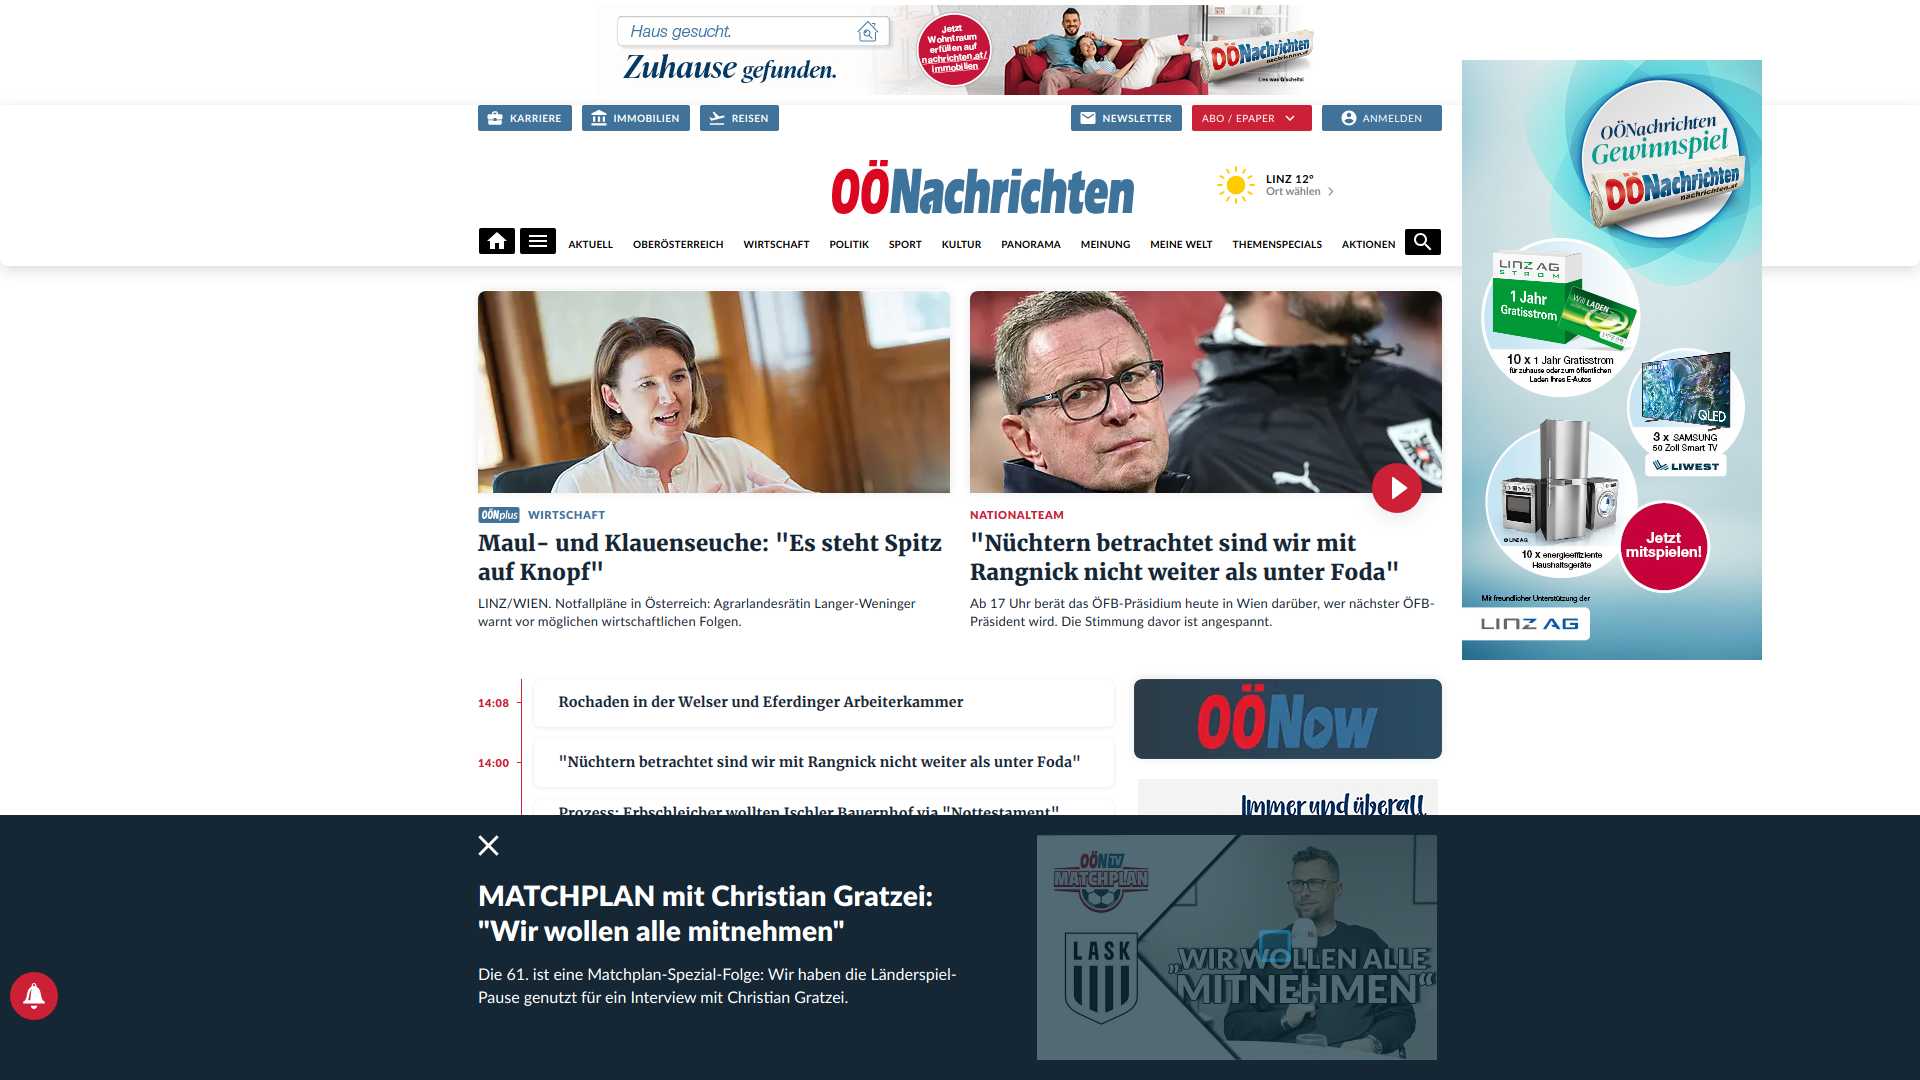 Haus gesucht.
Zuhause gefunden.
Jetzt
Wohntraum
erfüllen auf
nachrichten.at/
immobilien
OÖNachrichten
Lies was G'scheites!
KARRIERE
IMMOBILIEN
REISEN
NEWSLETTER
ABO / EPAPER
ANMELDEN
OÖNachrichten
LINZ 12°
Ort wählen
AKTUELL
OBERÖSTERREICH
WIRTSCHAFT
POLITIK
SPORT
KULTUR
PANORAMA
MEINUNG
MEINE WELT
THEMENSPECIALS
AKTIONEN
OÖNplus WIRTSCHAFT
Maul- und Klauenseuche: "Es steht Spitz
auf Knopf"
LINZ/WIEN. Notfallpläne in Österreich: Agrarlandesrätin Langer-Weninger
warnt vor möglichen wirtschaftlichen Folgen.
NATIONALTEAM
"Nüchtern betrachtet sind wir mit
Rangnick nicht weiter als unter Foda"
Ab 17 Uhr berät das ÖFB-Präsidium heute in Wien darüber, wer nächster ÖFB-
Präsident wird. Die Stimmung davor ist angespannt.
OÖNachrichten
Gewinnspiel
OÖNachrichten
nachrichten.at
LINZ AG
STROM
1 Jahr
Gratisstrom
Will LADEN
10 x 1 Jahr Gratisstrom
für zuhause oder zum öffentlichen
Laden Ihres E-Autos
QLED
3 x SAMSUNG
50 Zoll Smart TV
LIWEST
© LINZ AG
10 x energieeffiziente
Haushaltsgeräte
Jetzt
mitspielen!
Mit freundlicher Unterstützung der
LINZ AG
14:08
Rochaden in der Welser und Eferdinger Arbeiterkammer
14:00
"Nüchtern betrachtet sind wir mit Rangnick nicht weiter als unter Foda"
Prozess: Erbschleicher wollten Ischler Bauernhof via "Nottestament"
OÖNow
Immer und überall
MATCHPLAN mit Christian Gratzei:
"Wir wollen alle mitnehmen"
Die 61. ist eine Matchplan-Spezial-Folge: Wir haben die Länderspiel-
Pause genutzt für ein Interview mit Christian Gratzei.
OÖN TV
MATCHPLAN
LASK
„WIR WOLLEN ALLE
MITNEHMEN“